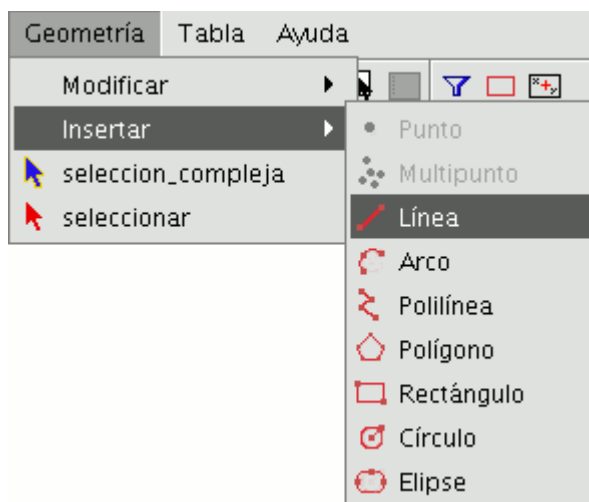 Geometría Tabla Ayuda
Modificar
Insertar
seleccion_compleja
seleccionar
Punto
Multipunto
Línea
Arco
Polilínea
Polígono
Rectángulo
Círculo
Elipse